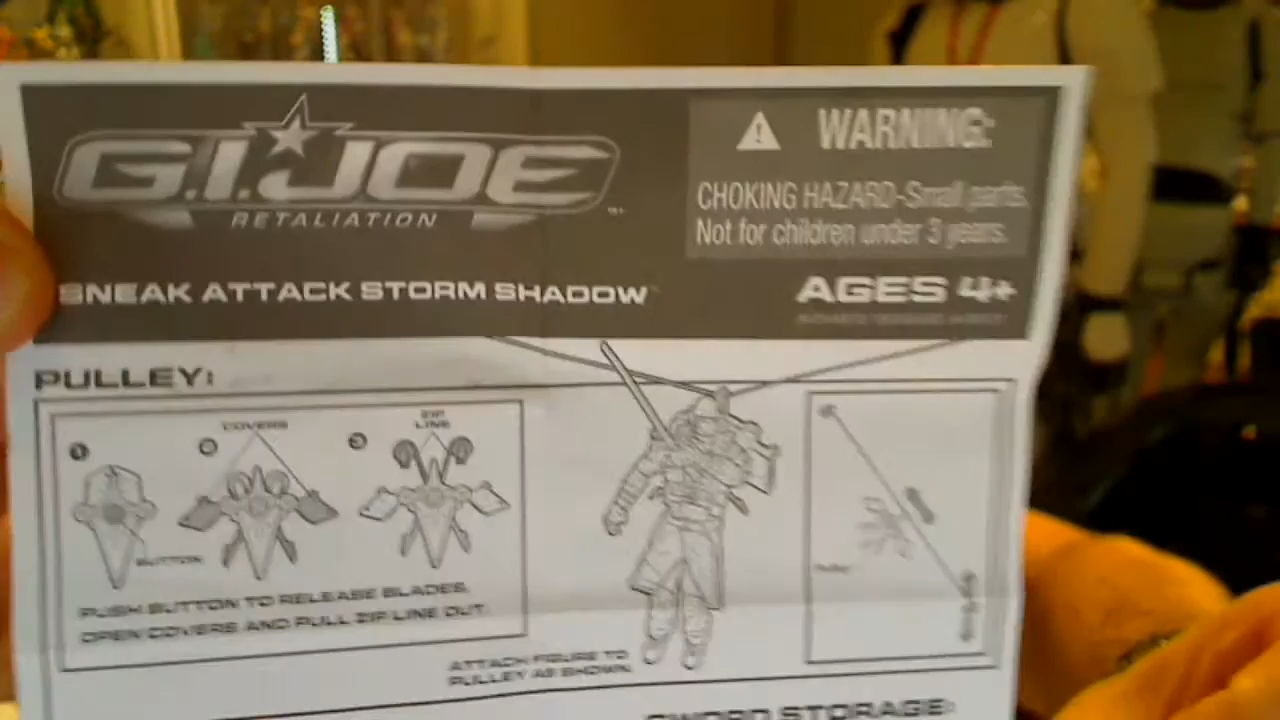 G.I. JOE
RETALIATION
WARNING:
CHOKING HAZARD-Small parts.
Not for children under 3 years.
SNEAK ATTACK STORM SHADOW
AGES 4+
PULLEY:
1
COVERS
ZIP
LINE
BUTTON
PUSH BUTTON TO RELEASE BLADES,
OPEN COVERS AND PULL ZIP LINE OUT.
ATTACH FIGURE TO
PULLEY AS SHOWN.
SWORD STORAGE: